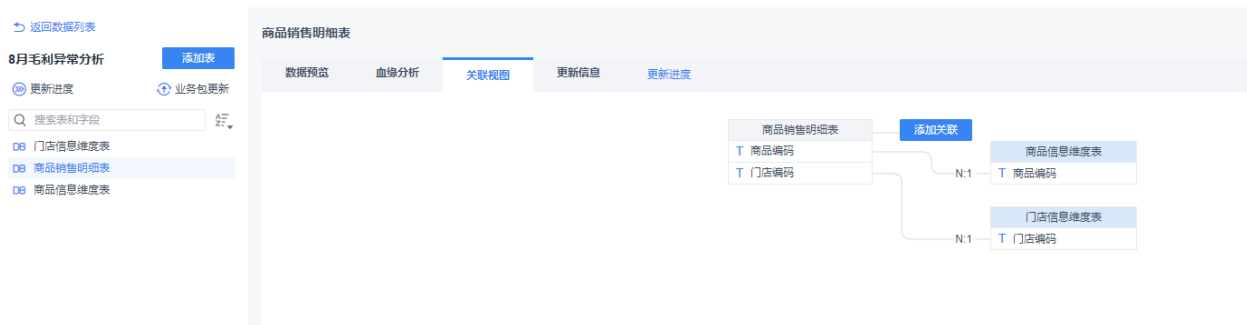 返回数据列表
8月毛利异常分析
添加表
更新进度
业务包更新
搜索表和字段
DB 门店信息维度表
DB 商品销售明细表
DB 商品信息维度表
商品销售明细表
数据预览
血缘分析
关联视图
更新信息
更新进度
商品销售明细表
添加关联
T 商品编码
T 门店编码
商品信息维度表
N:1
T 商品编码
门店信息维度表
N:1
T 门店编码